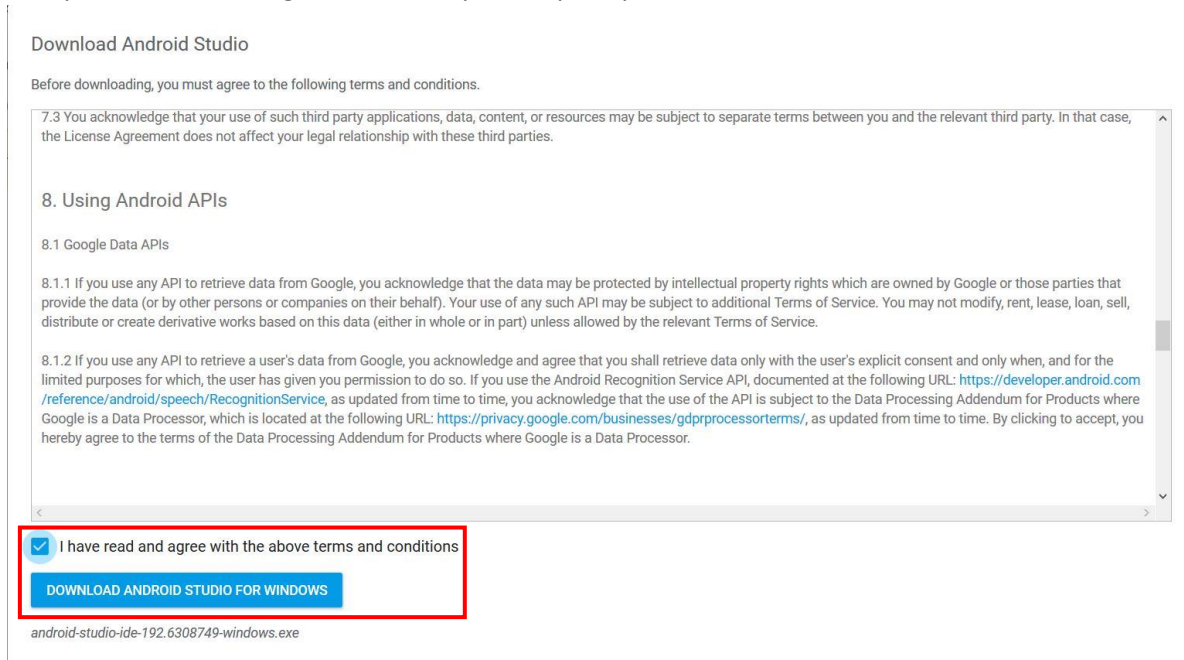 Download Android Studio
Before downloading, you must agree to the following terms and conditions.
7.3 You acknowledge that your use of such third party applications, data, content, or resources may be subject to separate terms between you and the relevant third party. In that case,
the License Agreement does not affect your legal relationship with these third parties.
8. Using Android APIs
8.1 Google Data APIs
8.1.1 If you use any API to retrieve data from Google, you acknowledge that the data may be protected by intellectual property rights which are owned by Google or those parties that
provide the data (or by other persons or companies on their behalf). Your use of any such API may be subject to additional Terms of Service. You may not modify, rent, lease, loan, sell,
distribute or create derivative works based on this data (either in whole or in part) unless allowed by the relevant Terms of Service.
8.1.2 If you use any API to retrieve a user's data from Google, you acknowledge and agree that you shall retrieve data only with the user's explicit consent and only when, and for the
limited purposes for which, the user has given you permission to do so. If you use the Android Recognition Service API, documented at the following URL: https://developer.android.com
/reference/android/speech/RecognitionService, as updated from time to time, you acknowledge that the use of the API is subject to the Data Processing Addendum for Products where
Google is a Data Processor, which is located at the following URL: https://privacy.google.com/businesses/gdprprocessorterms/, as updated from time to time. By clicking to accept, you
hereby agree to the terms of the Data Processing Addendum for Products where Google is a Data Processor.
I have read and agree with the above terms and conditions
DOWNLOAD ANDROID STUDIO FOR WINDOWS
android-studio-ide-192.6308749-windows.exe